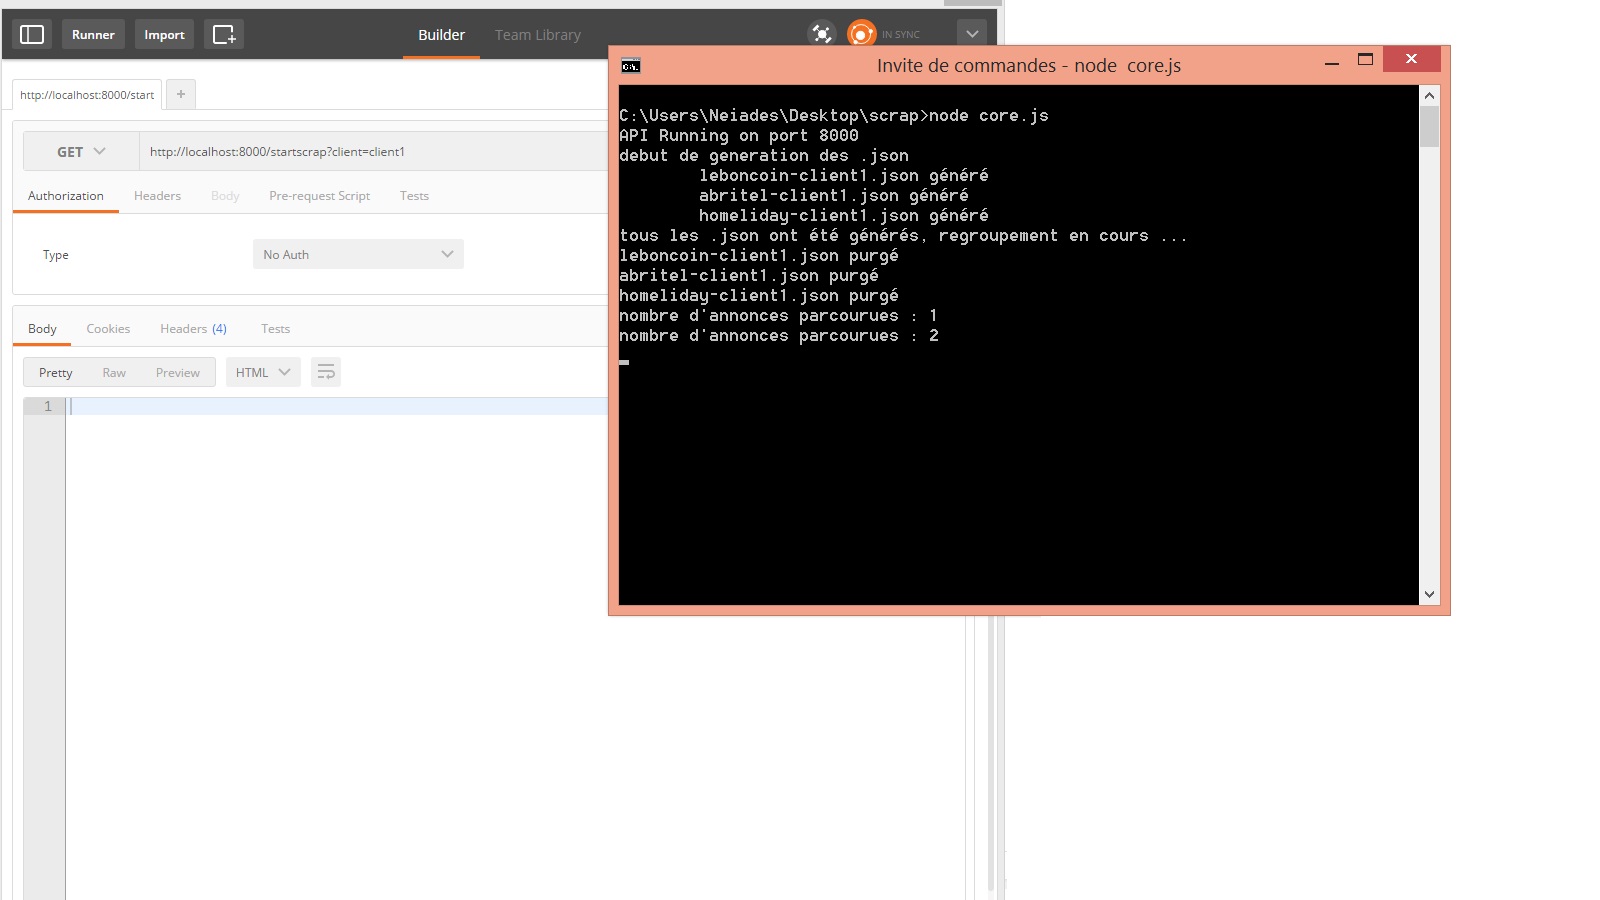 Runner Import Builder Team Library IN SYNC
http://localhost:8000/start +
GET http://localhost:8000/startscrap?client=client1
Authorization Headers Body Pre-request Script Tests
Type No Auth
Body Cookies Headers (4) Tests
Pretty Raw Preview HTML
1
C:\. Invite de commandes - node core.js
C:\Users\Neiades\Desktop\scrap>node core.js
API Running on port 8000
debut de generation des .json
leboncoin-client1.json généré
abritel-client1.json généré
homeliday-client1.json généré
tous les .json ont été générés, regroupement en cours ...
leboncoin-client1.json purgé
abritel-client1.json purgé
homeliday-client1.json purgé
nombre d'annonces parcourues : 1
nombre d'annonces parcourues : 2